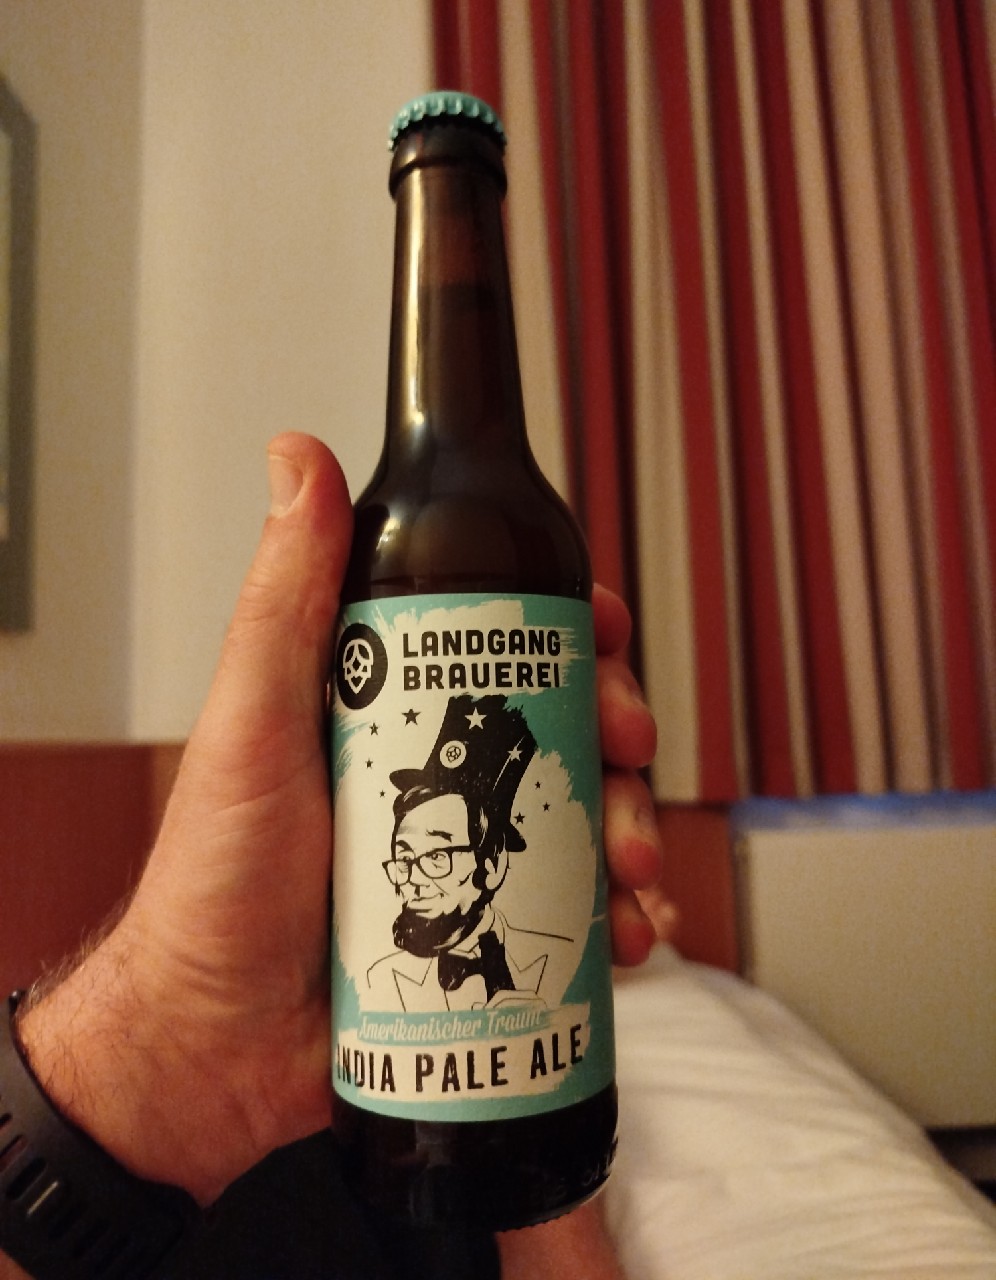 LANDGANG
BRAUEREI
Amerikanischer Traum
INDIA PALE ALE